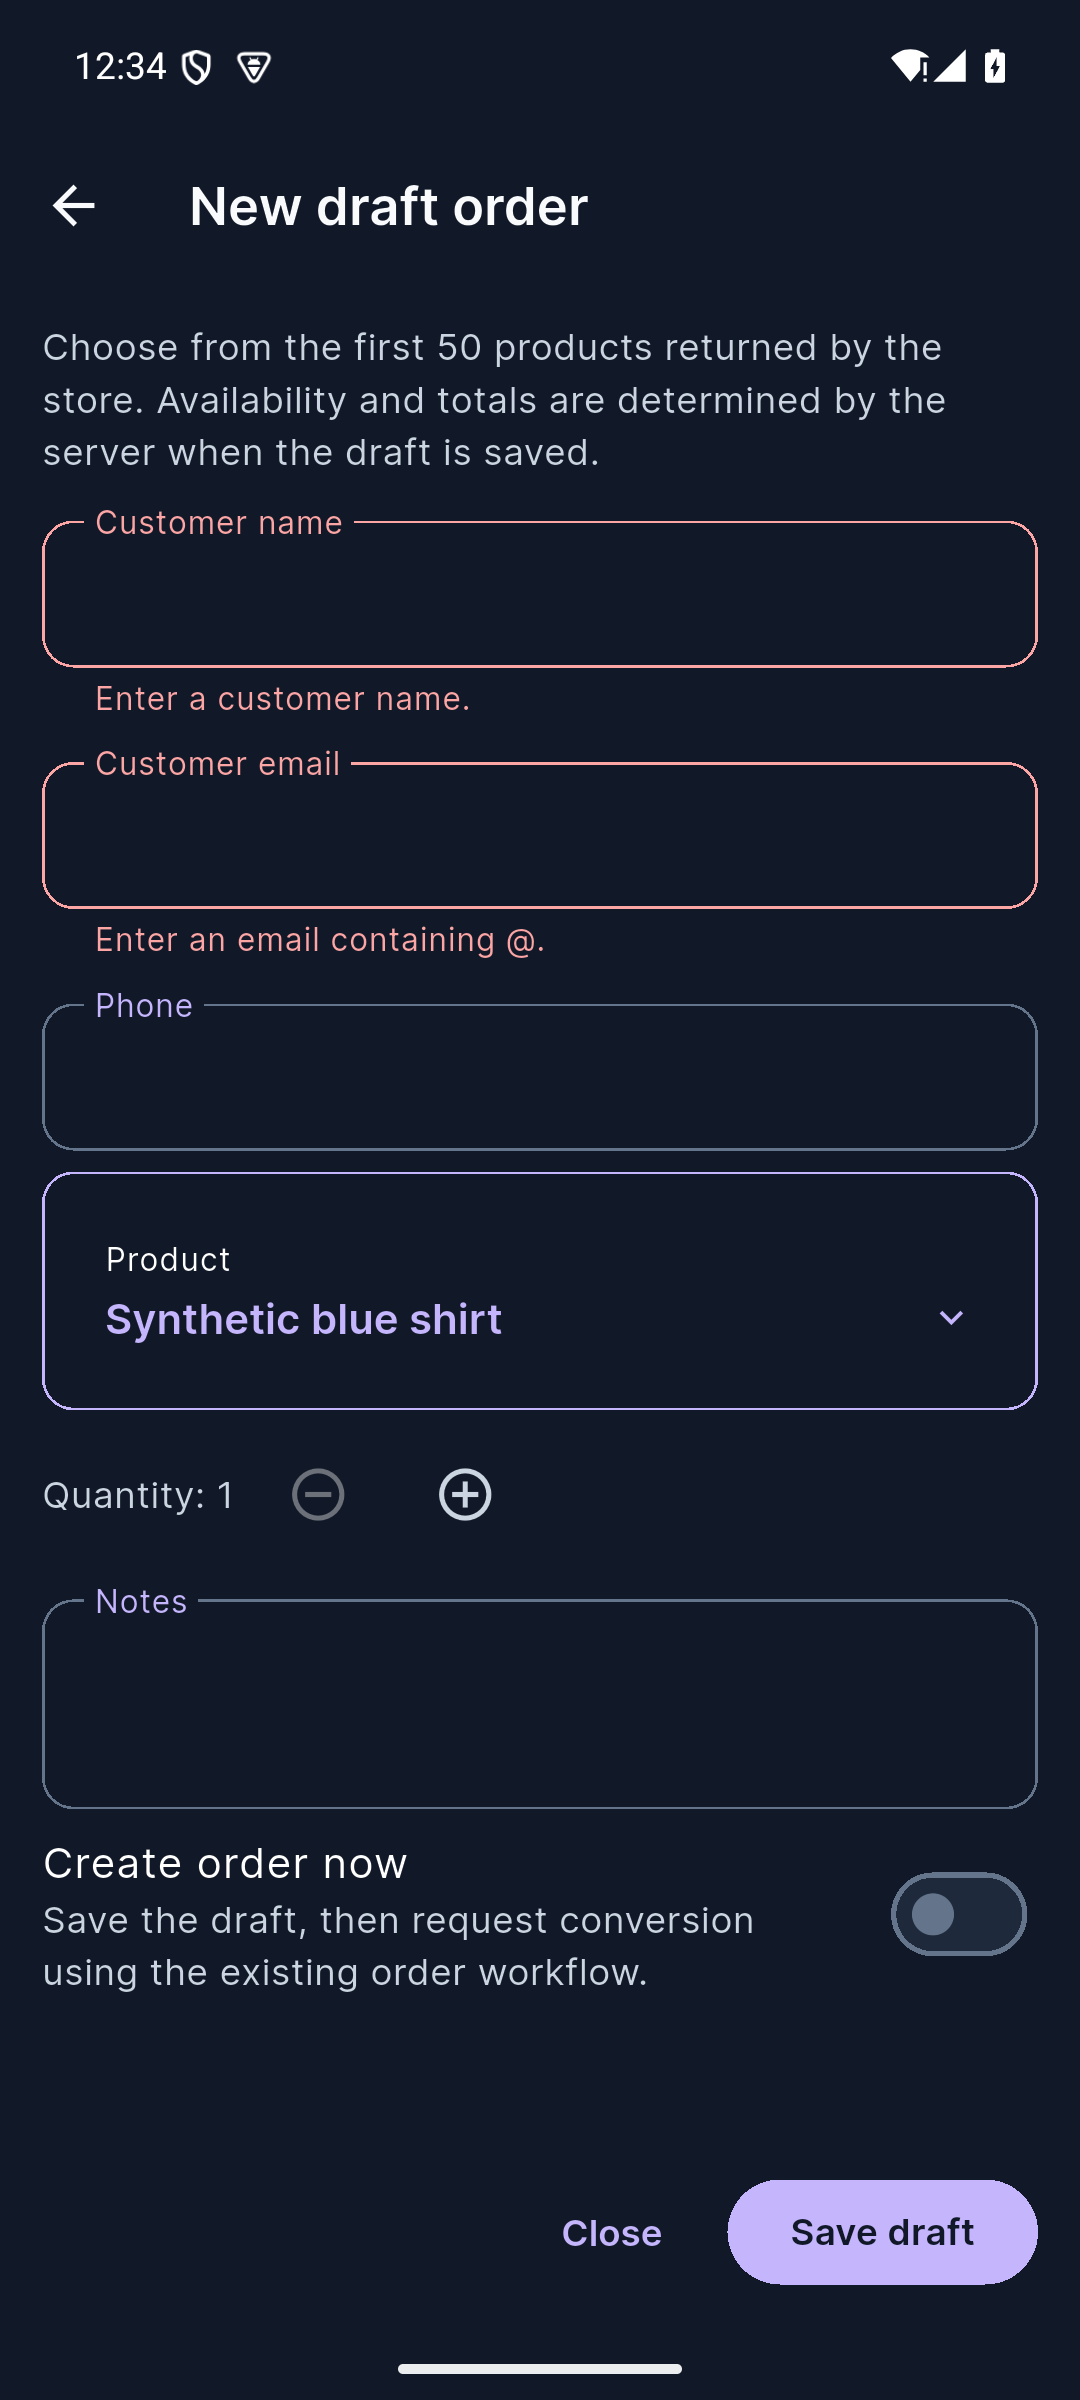 12:34
New draft order
Choose from the first 50 products returned by the
store. Availability and totals are determined by the
server when the draft is saved.
Customer name
Enter a customer name.
Customer email
Enter an email containing @.
Phone
Product
Synthetic blue shirt
Quantity: 1
Notes
Create order now
Save the draft, then request conversion
using the existing order workflow.
Close
Save draft